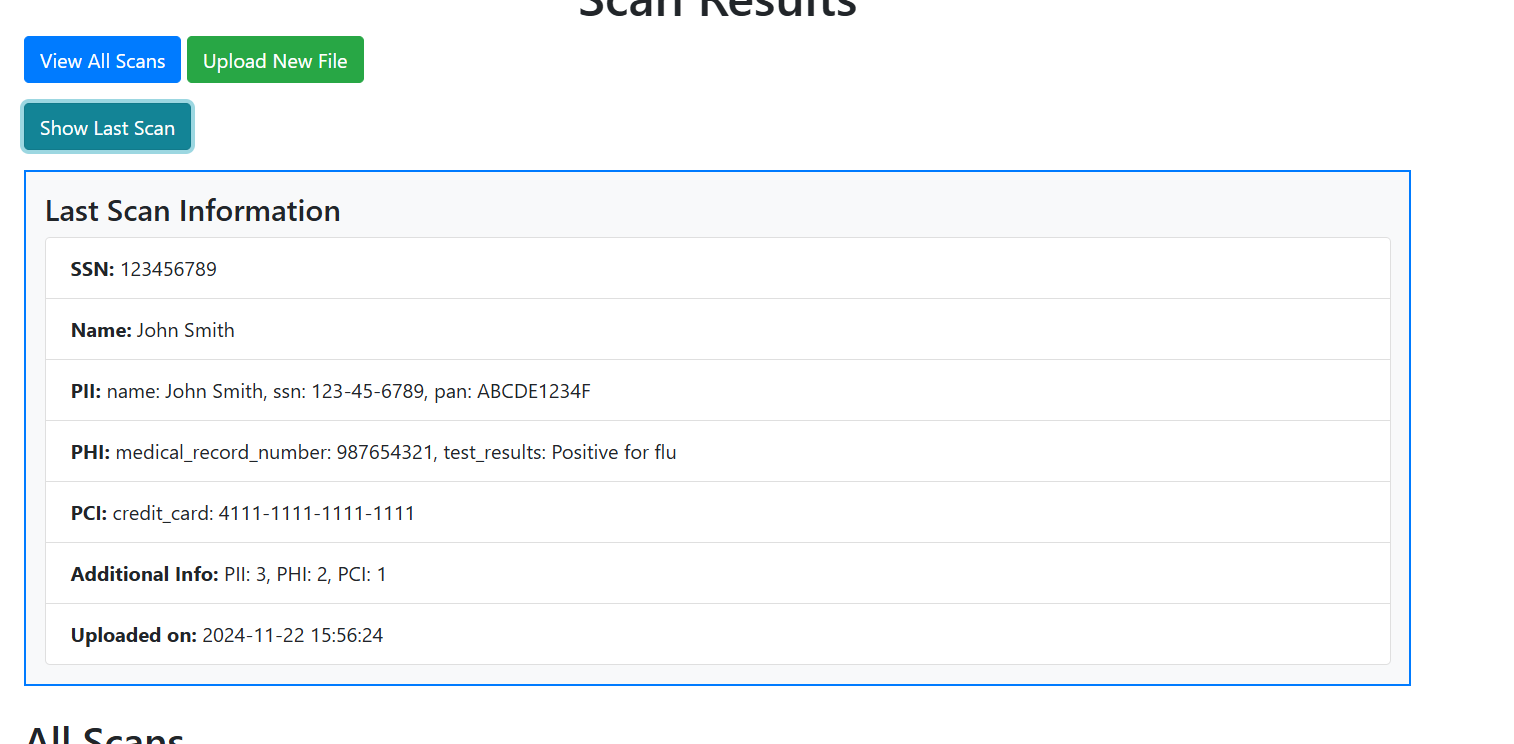 Scan Results
View All Scans
Upload New File
Show Last Scan
Last Scan Information
SSN: 123456789
Name: John Smith
PII: name: John Smith, ssn: 123-45-6789, pan: ABCDE1234F
PHI: medical_record_number: 987654321, test_results: Positive for flu
PCI: credit_card: 4111-1111-1111-1111
Additional Info: PII: 3, PHI: 2, PCI: 1
Uploaded on: 2024-11-22 15:56:24
All Scans